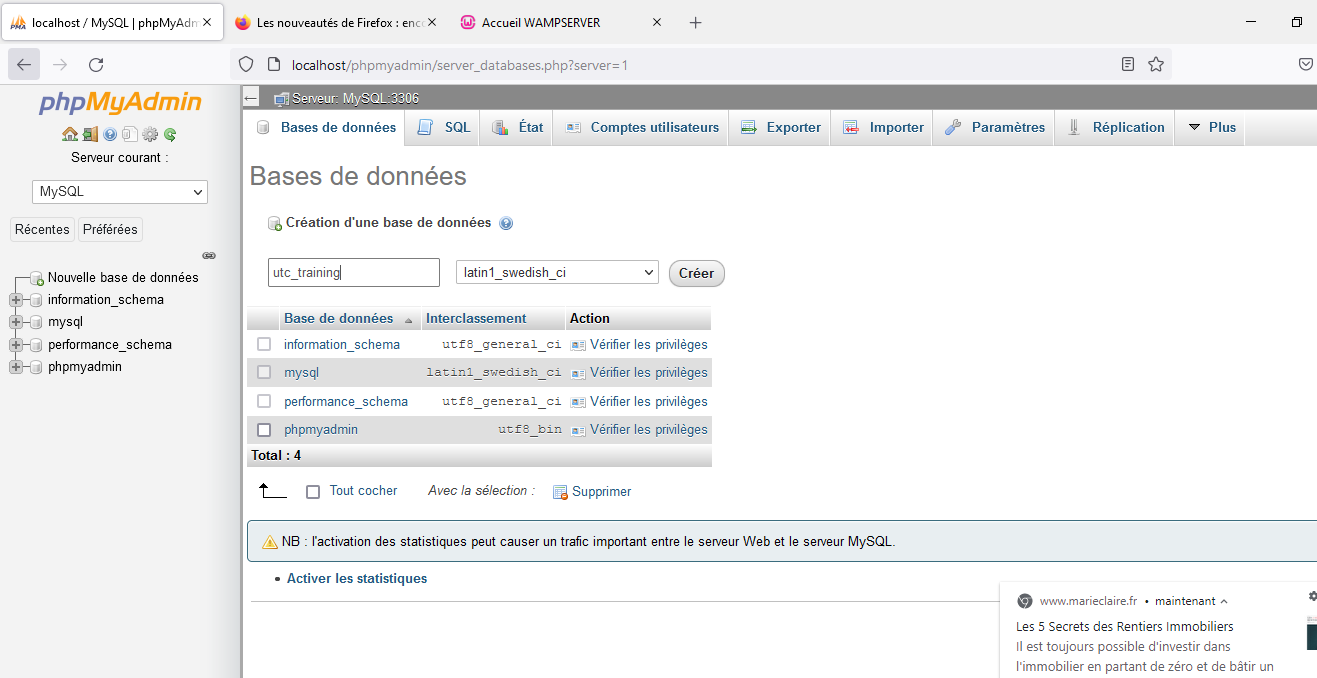 localhost / MySQL | phpMyAdm
Les nouveautés de Firefox : enco
Accueil WAMPSERVER
localhost/phpmyadmin/server_databases.php?server=1
phpMyAdmin
Serveur courant :
MySQL
Récentes
Préférées
Nouvelle base de données
information_schema
mysql
performance_schema
phpmyadmin
Serveur: MySQL:3306
Bases de données SQL État Comptes utilisateurs Exporter Importer Paramètres Réplication Plus
Bases de données
Création d'une base de données
utc_training latin1_swedish_ci Créer
Base de données Interclassement Action
information_schema utf8_general_ci Vérifier les privilèges
mysql latin1_swedish_ci Vérifier les privilèges
performance_schema utf8_general_ci Vérifier les privilèges
phpmyadmin utf8_bin Vérifier les privilèges
Total : 4
Tout cocher Avec la sélection : Supprimer
NB : l'activation des statistiques peut causer un trafic important entre le serveur Web et le serveur MySQL.
• Activer les statistiques
www.marieclaire.fr • maintenant
Les 5 Secrets des Rentiers Immobiliers
Il est toujours possible d'investir dans
l'immobilier en partant de zéro et de bâtir un